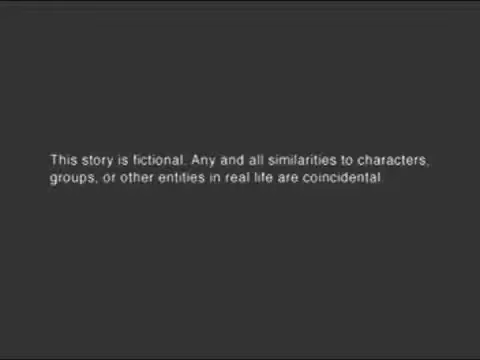 This story is fictional. Any and all similarities to characters,
groups, or other entities in real life are coincidental